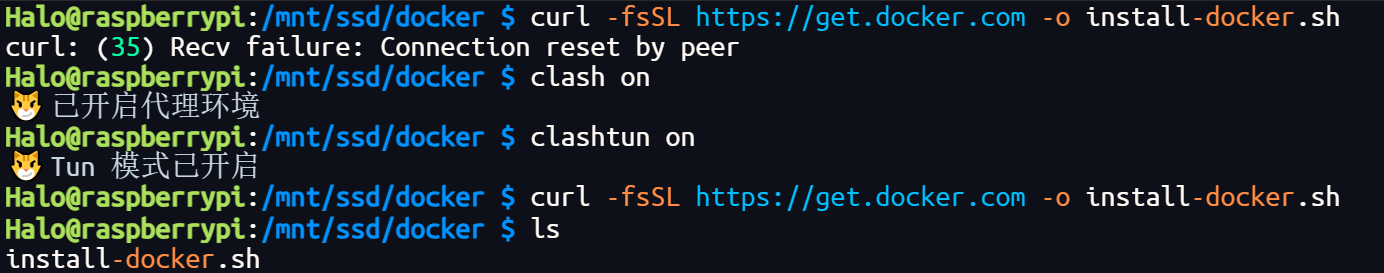 Halo@raspberrypi:/mnt/ssd/docker $ curl -fsSL https://get.docker.com -o install-docker.sh
curl: (35) Recv failure: Connection reset by peer
Halo@raspberrypi:/mnt/ssd/docker $ clash on
😼 已开启代理环境
Halo@raspberrypi:/mnt/ssd/docker $ clashtun on
😼 Tun 模式已开启
Halo@raspberrypi:/mnt/ssd/docker $ curl -fsSL https://get.docker.com -o install-docker.sh
Halo@raspberrypi:/mnt/ssd/docker $ ls
install-docker.sh